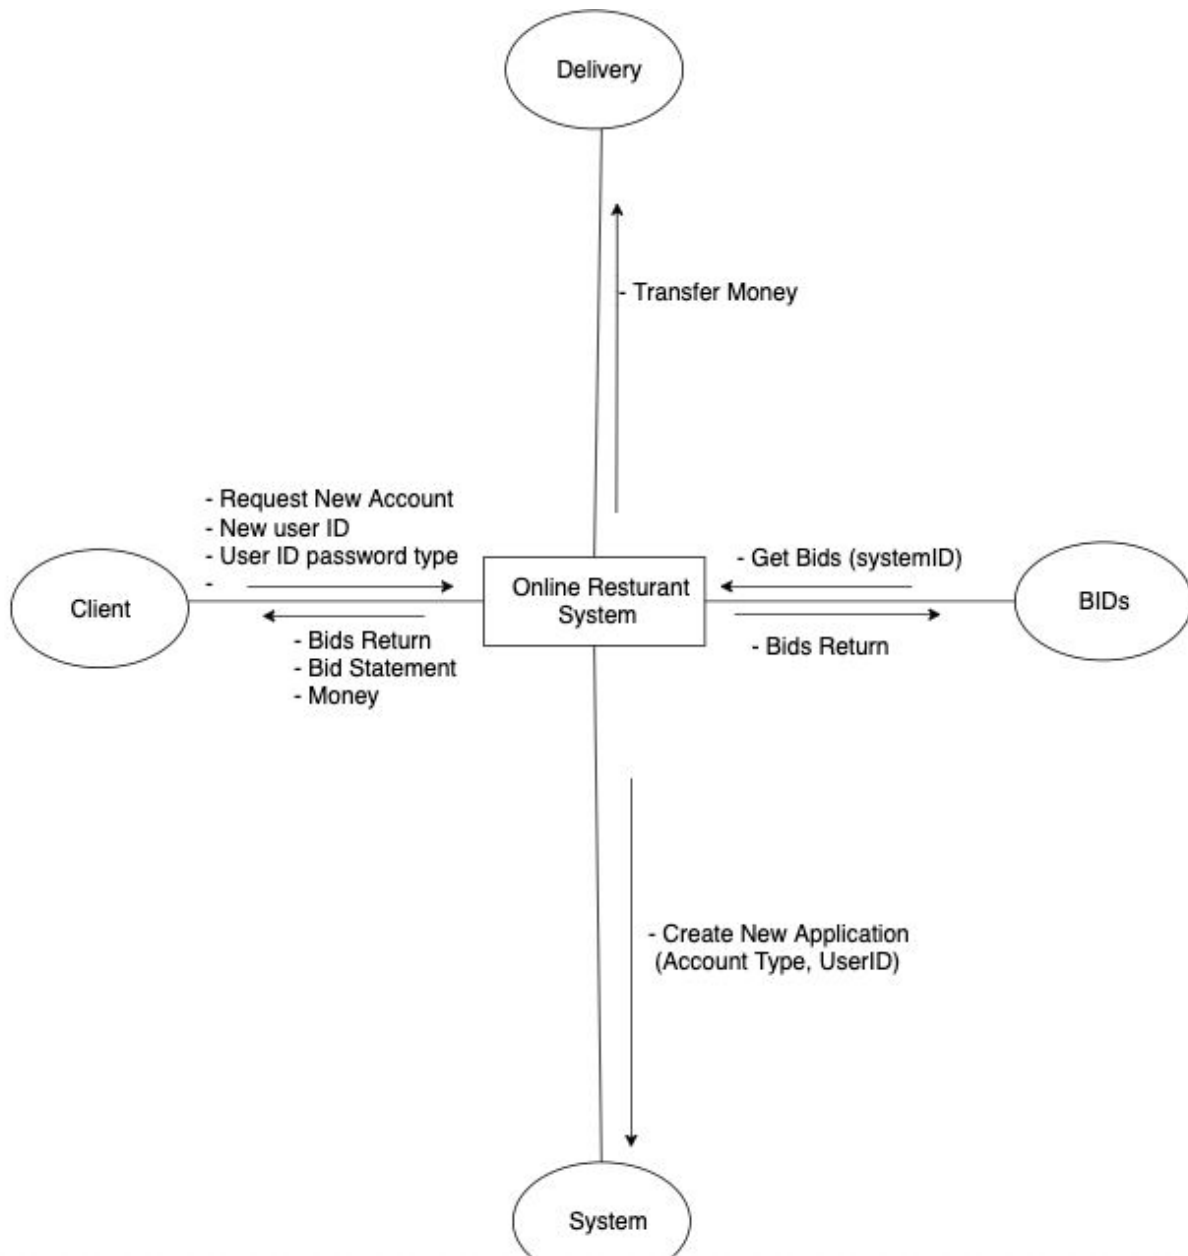 Delivery
- Transfer Money
- Request New Account
- New user ID
- User ID password type
-
Client
- Bids Return
- Bid Statement
- Money
Online Resturant
System
- Get Bids (systemID)
- Bids Return
BIDs
- Create New Application
(Account Type, UserID)
System